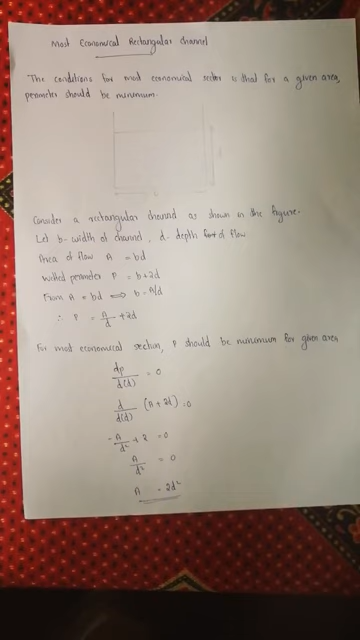 Most Economical Rectangular channel
The conditions for most economical section is that for a given area,
perimeter should be minimum.
Consider a rectangular channel as shown in the figure.
Let b- width of channel, d- depth of flow.
Area of flow A = bd
Wetted perimeter P = b+2d
From A = bd ⟹ b - A/d
∴ P = A/d + 2d
For most economical section, P should be minimum for given area
dp/d(d) = 0
d/d(d) (A + 2d) = 0
-A/d² + 2 = 0
A/d² = 0
A - 2d²